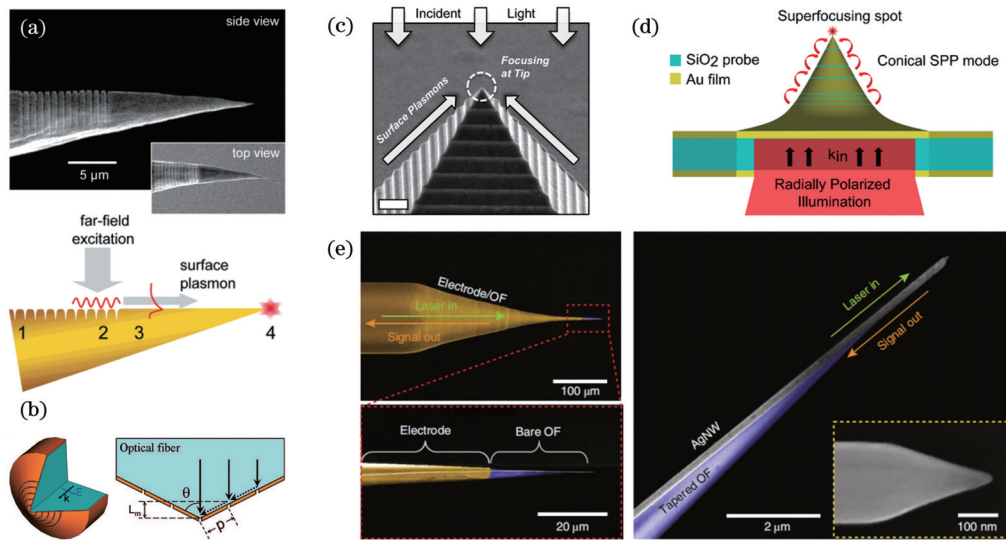 (a)
side view
5 μm
top view
far-field
excitation
surface
plasmon
1
2
3
4
(b)
Optical fiber
k
E
θ
Lm
p
(c)
Incident
Light
Focusing
at Tip
Surface Plasmons
(d)
Superfocusing spot
SiO2 probe
Au film
Conical SPP mode
kin
Radially Polarized
Illumination
(e)
Electrode/OF
Laser in
Signal out
100 μm
Electrode
Bare OF
20 μm
Laser in
Signal out
AgNW
Tapered OF
2 μm
100 nm